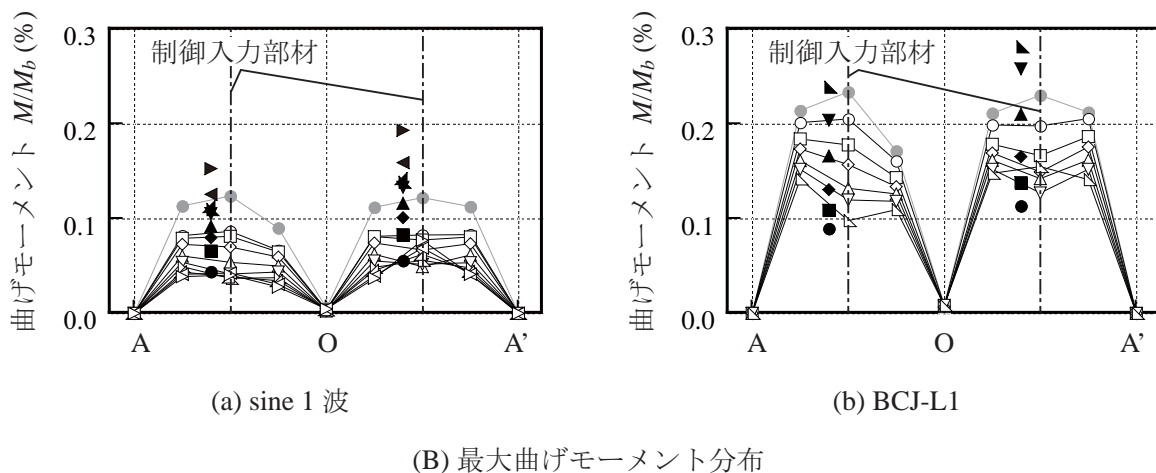 曲げモーメント M/M_b (%)
0.3
0.2
0.1
0.0
制御入力部材
A
O
A'
(a) sine 1 波
曲げモーメント M/M_b (%)
0.3
0.2
0.1
0.0
制御入力部材
A
O
A'
(b) BCJ-L1
(B) 最大曲げモーメント分布